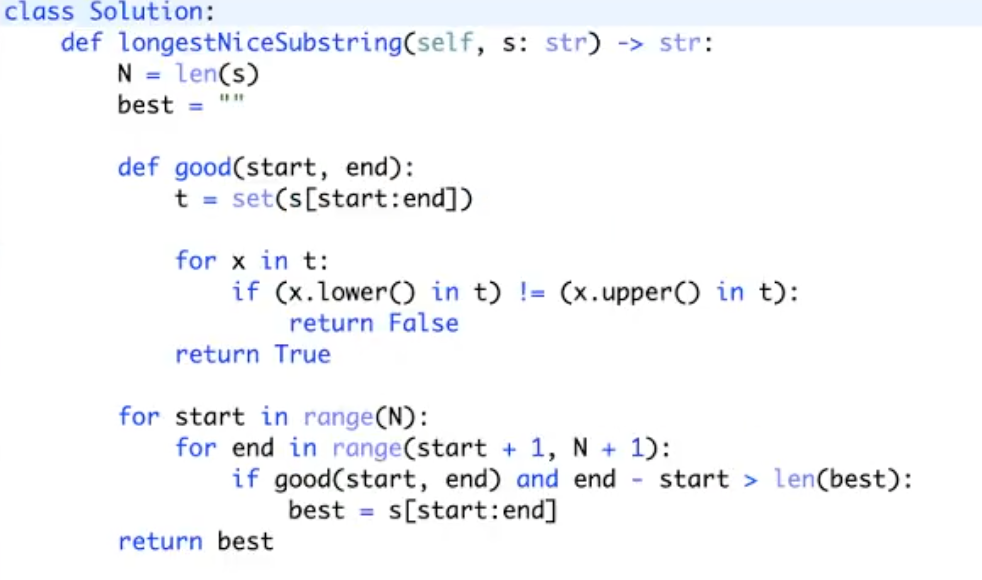 class Solution:
    def longestNiceSubstring(self, s: str) -> str:
        N = len(s)
        best = ""
        def good(start, end):
            t = set(s[start:end])
            for x in t:
                if (x.lower() in t) != (x.upper() in t):
                    return False
            return True
        for start in range(N):
            for end in range(start + 1, N + 1):
                if good(start, end) and end - start > len(best):
                    best = s[start:end]
        return best